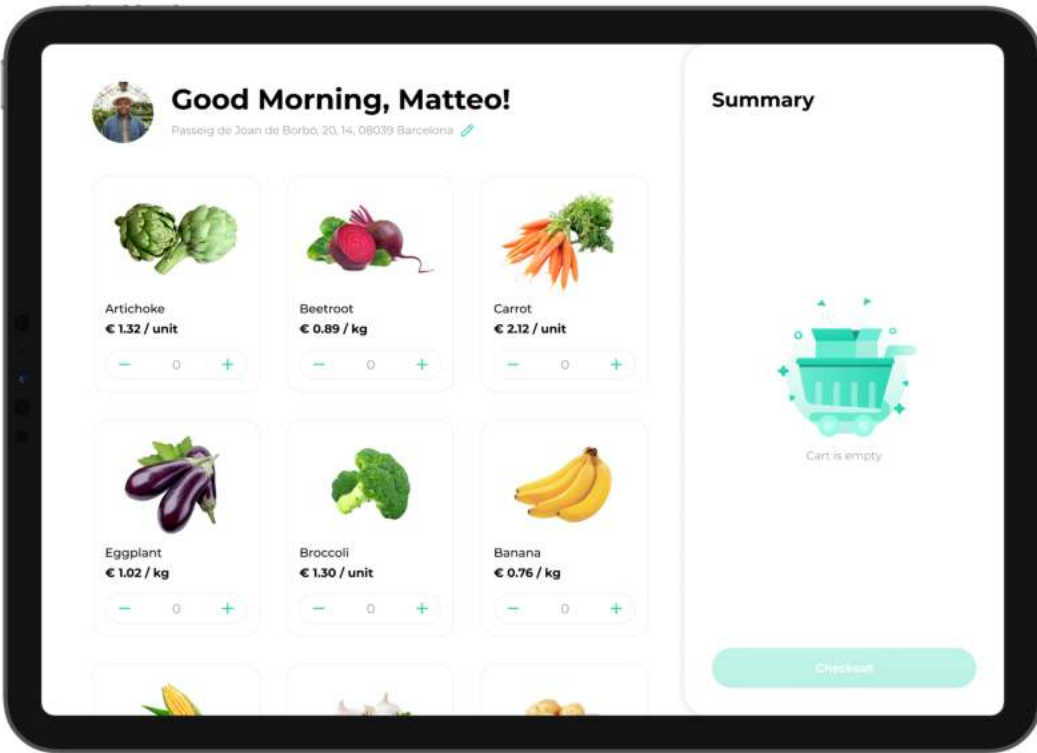 Good Morning, Matteo!
Passeig de Joan de Borbó, 20, 14, 08039 Barcelona
Summary
Artichoke
€ 1.32 / unit
− 0 +
Beetroot
€ 0.89 / kg
− 0 +
Carrot
€ 2.12 / unit
− 0 +
Eggplant
€ 1.02 / kg
− 0 +
Broccoli
€ 1.30 / unit
− 0 +
Banana
€ 0.76 / kg
− 0 +
Cart is empty
Checkout